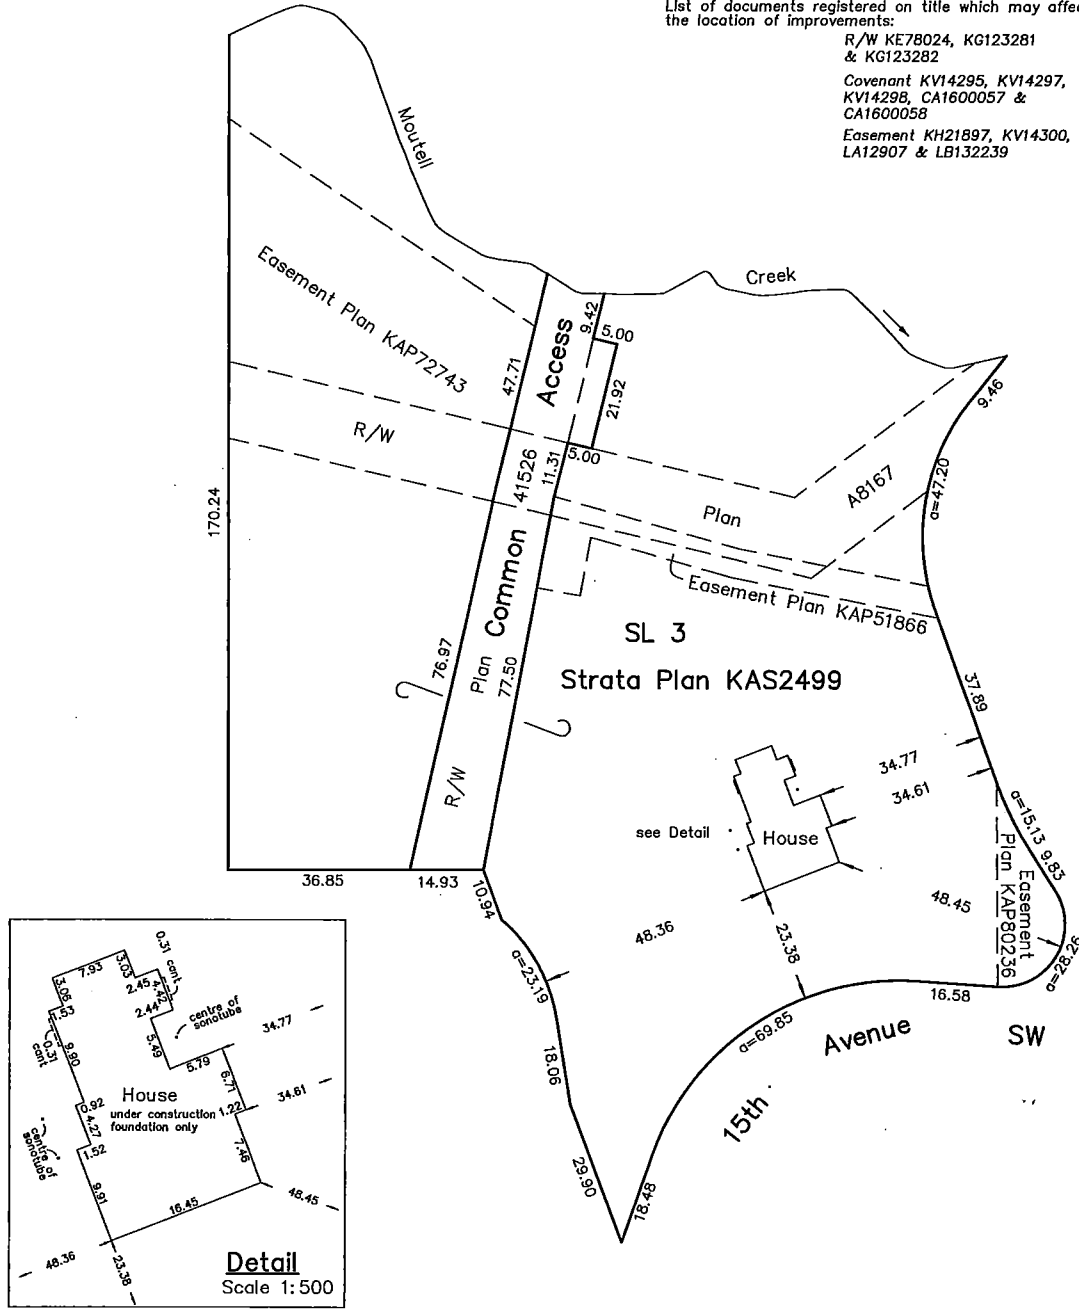 List of documents registered on title which may affe
the location of improvements:
R/W KE78024, KG123281
& KG123282
Covenant KV14295, KV14297,
KV14298, CA1600057 &
CA1600058
Easement KH21897, KV14300,
LA12907 & LB132239
Moutell
Creek
Easement Plan KAP72743
R/W
170.24
47.71
Access
9.42
5.00
21.92
5.00
11.31
41526
Plan
A8167
9.46
a=47.20
Easement Plan KAP51866
Common
Plan
R/W
76.97
77.50
SL 3
Strata Plan KAS2499
37.89
34.77
34.61
see Detail
House
a=15.13
9.83
Easement
Plan KAP80236
a=28.26
36.85
14.93
10.94
48.36
48.45
23.38
a=23.19
16.58
a=69.85
Avenue
SW
15th
18.06
29.90
18.48
0.31 cant
7.93
3.03
3.06
2.45
4.42
1.53
2.44
centre of
sonotube
0.31
cant
9.90
5.49
34.77
5.79
6.71
House
under construction
foundation only
0.92
1.22
34.61
4.27
centre of
sonotube
1.52
7.46
9.91
16.45
48.45
48.36
23.38
Detail
Scale 1:500